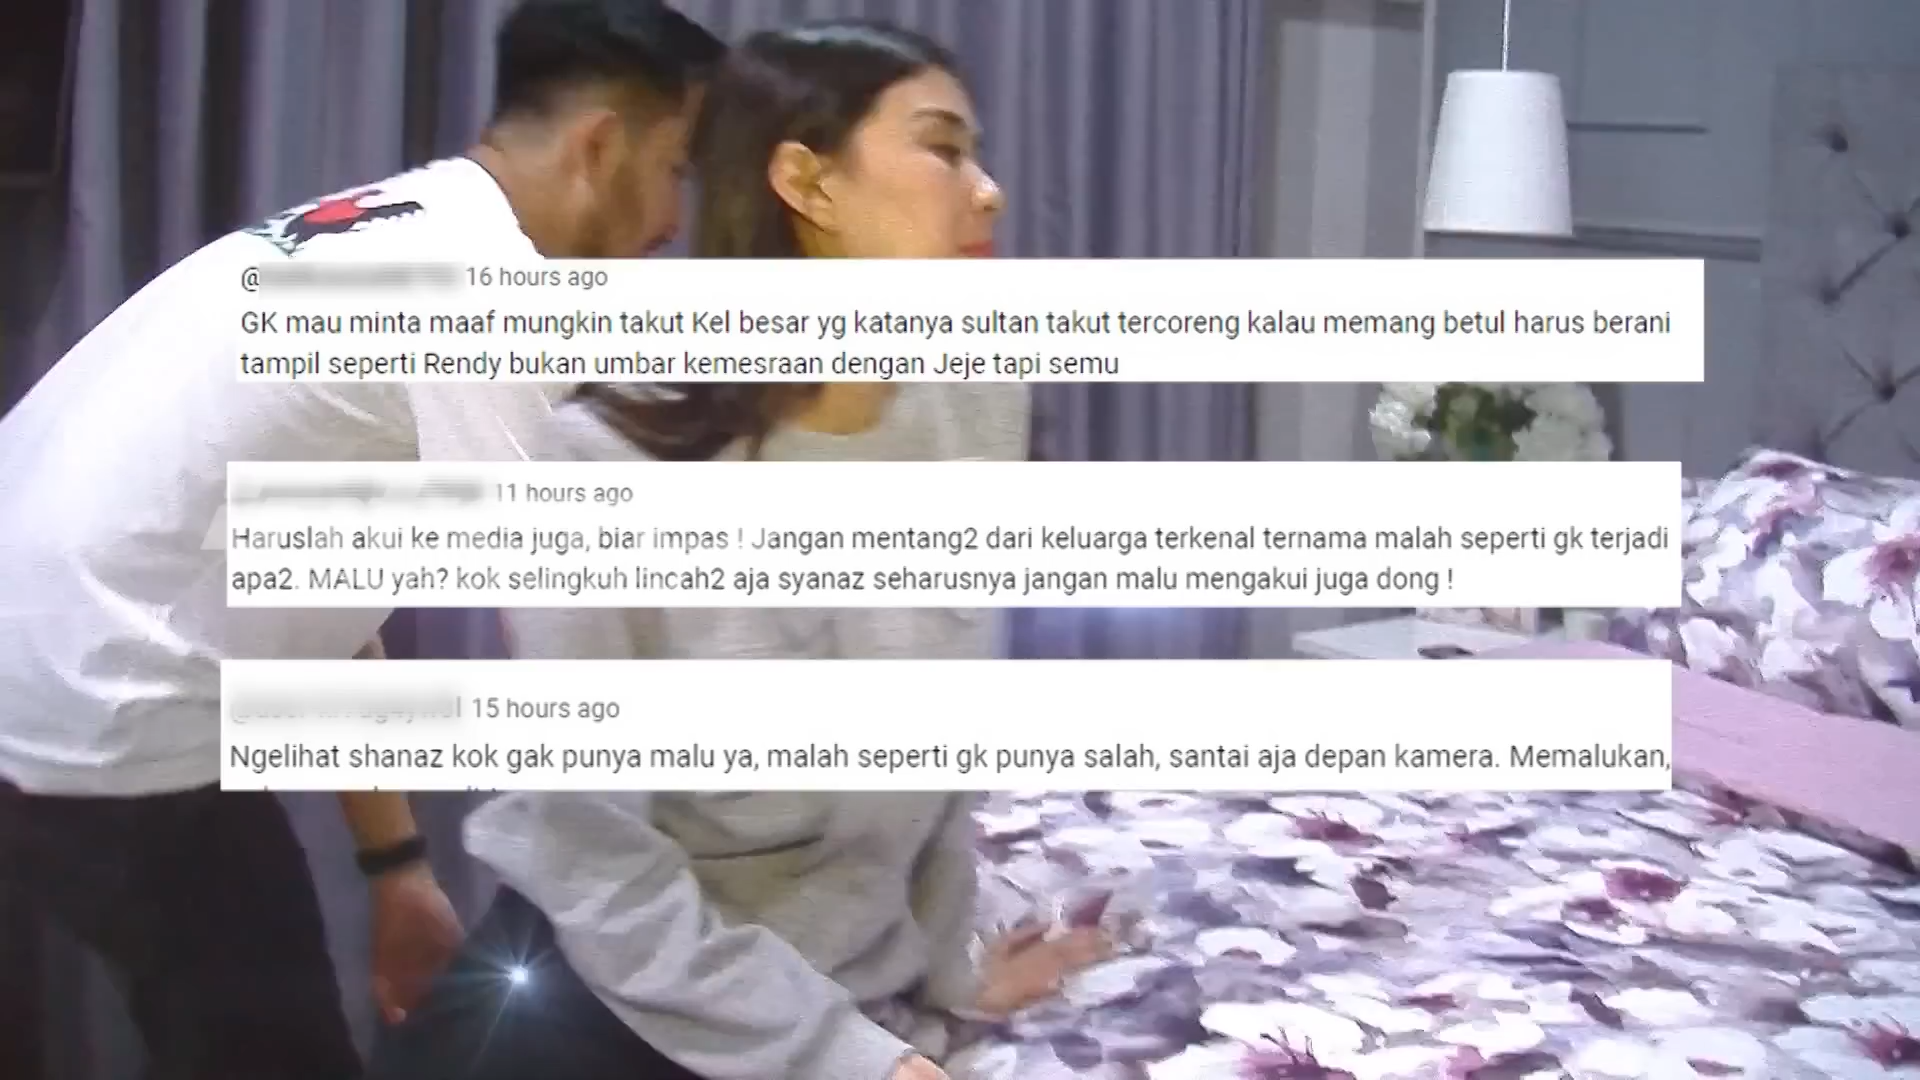 @ 16 hours ago
GK mau minta maaf mungkin takut Kel besar yg katanya sultan takut tercoreng kalau memang betul harus berani
tampil seperti Rendy bukan umbar kemesraan dengan Jeje tapi semu
11 hours ago
Haruslah akui ke media juga, biar impas ! Jangan mentang2 dari keluarga terkenal ternama malah seperti gk terjadi
apa2. MALU yah? kok selingkuh lincah2 aja syanaz seharusnya jangan malu mengakui juga dong !
15 hours ago
Ngelihat shanaz kok gak punya malu ya, malah seperti gk punya salah, santai aja depan kamera. Memalukan,